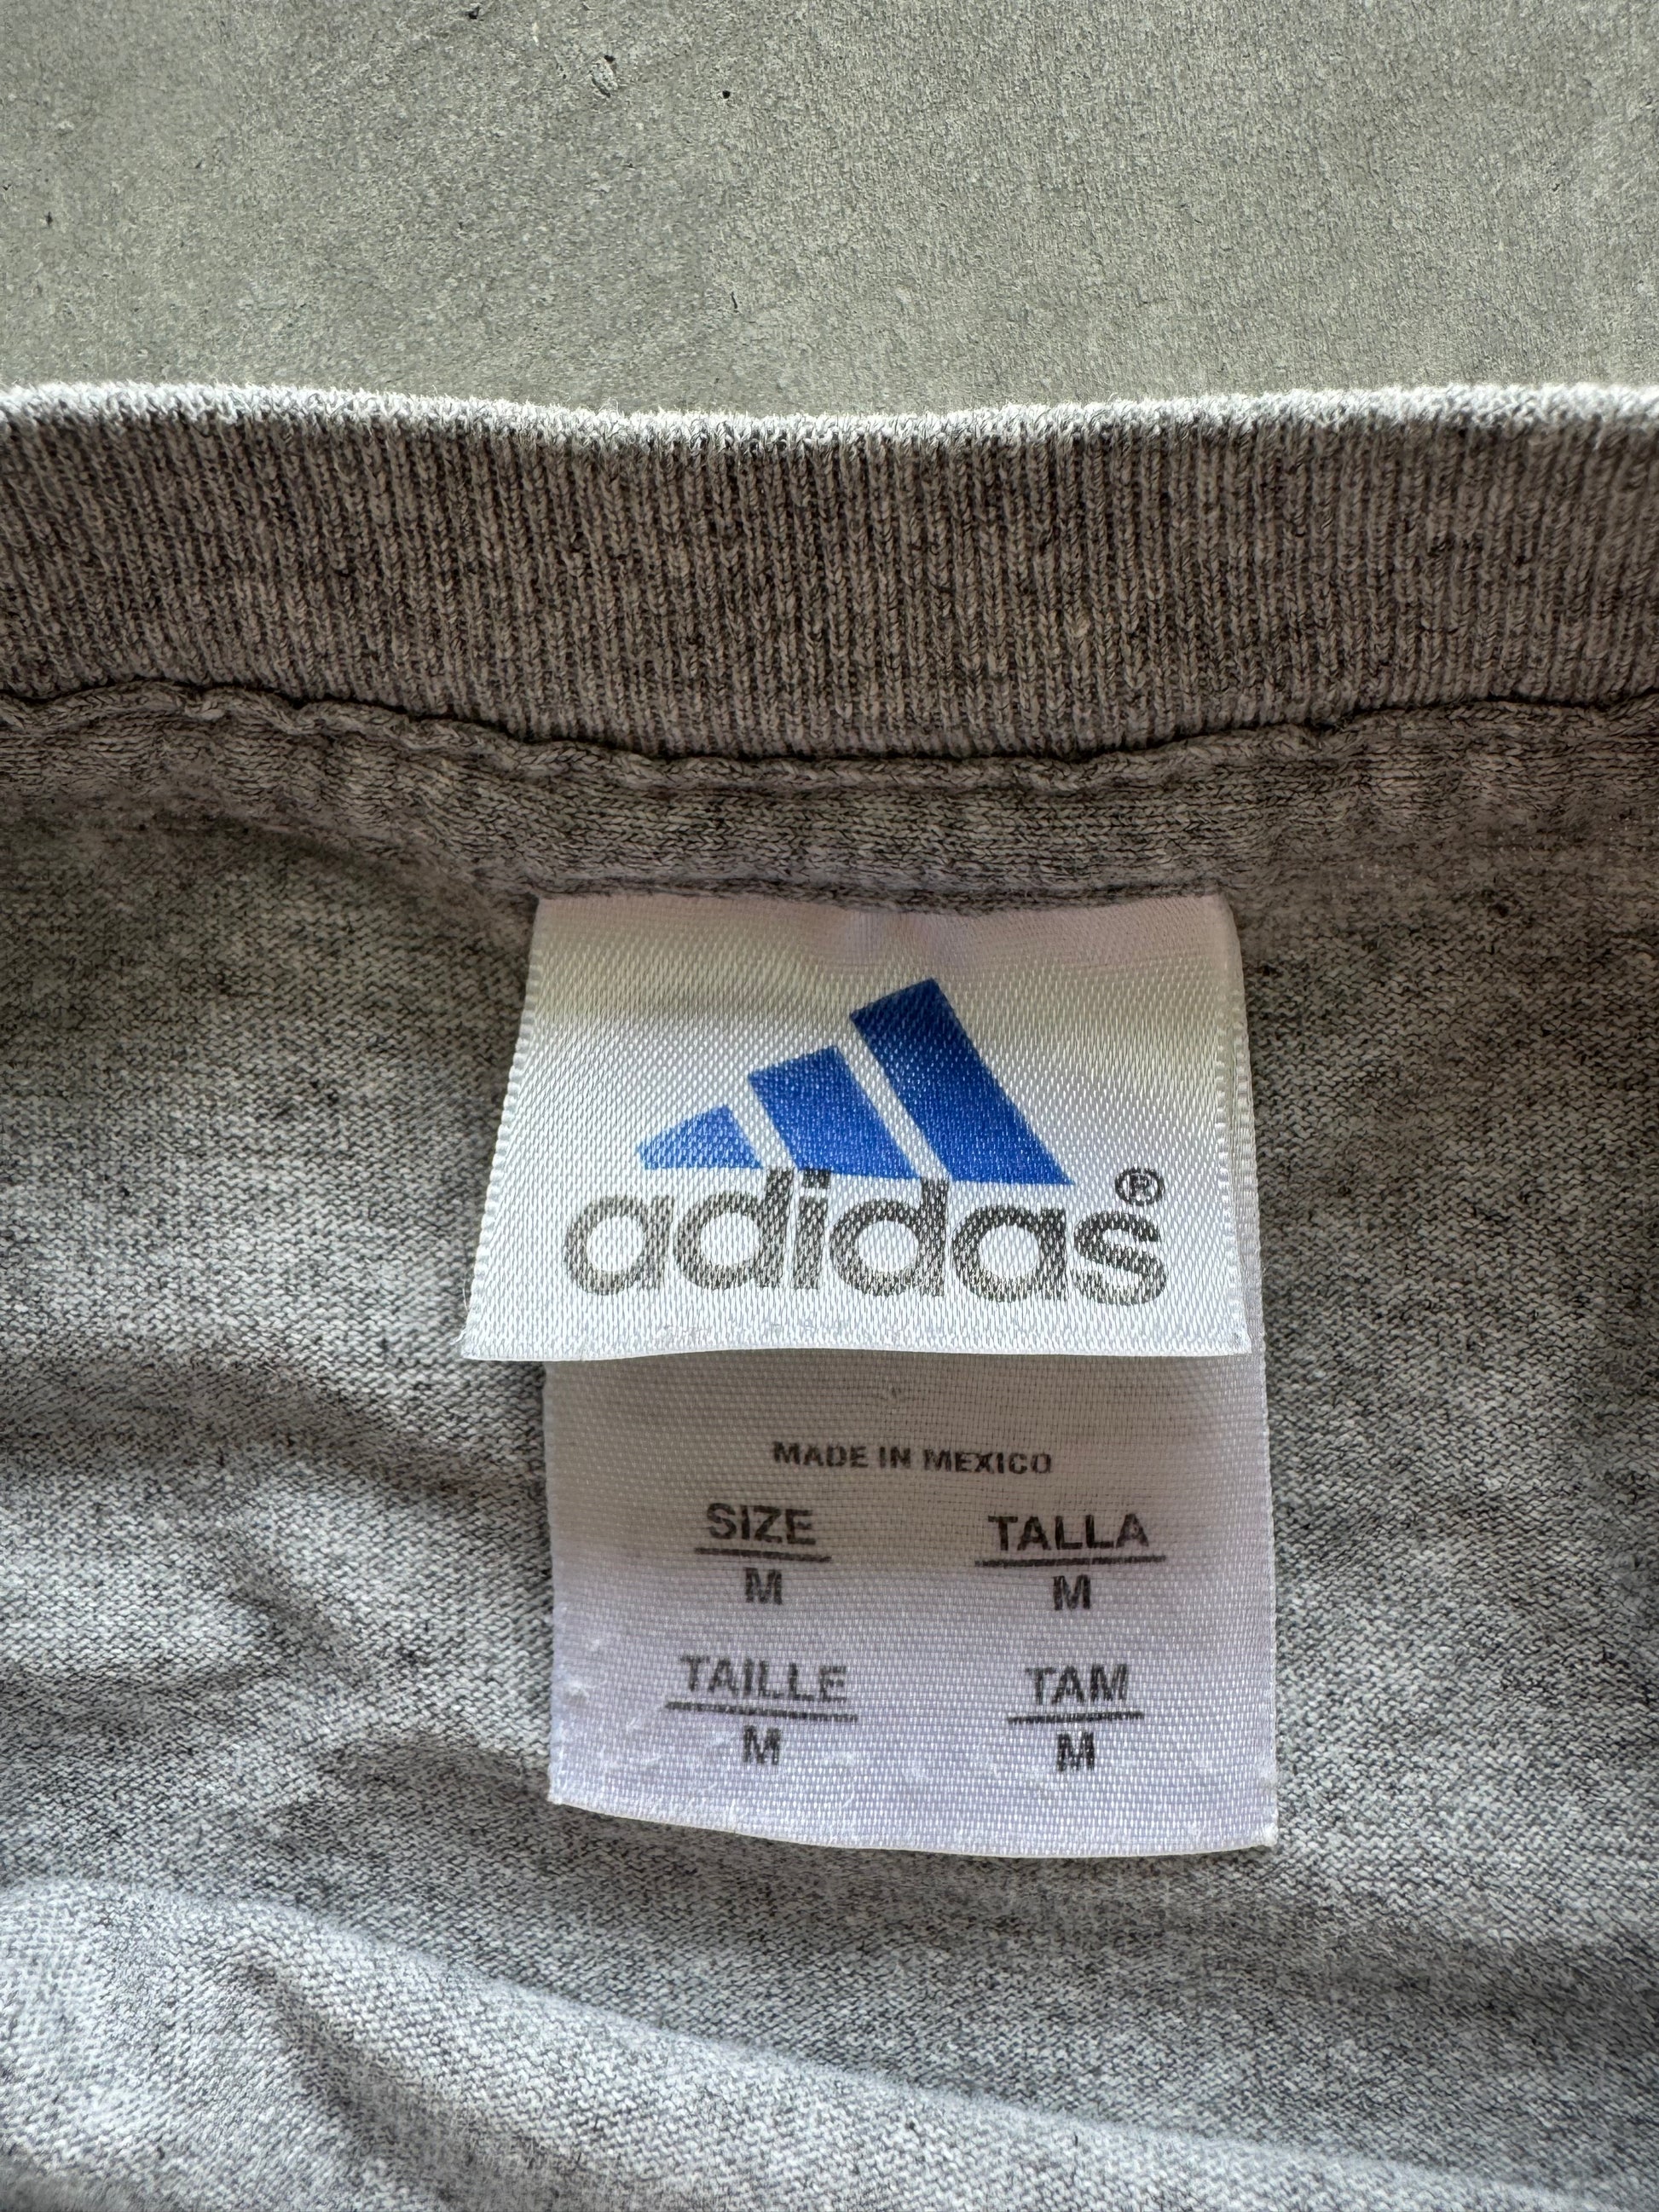 adidas®
MADE IN MEXICO
SIZE TALLA
M M
TAILLE TAM
M M